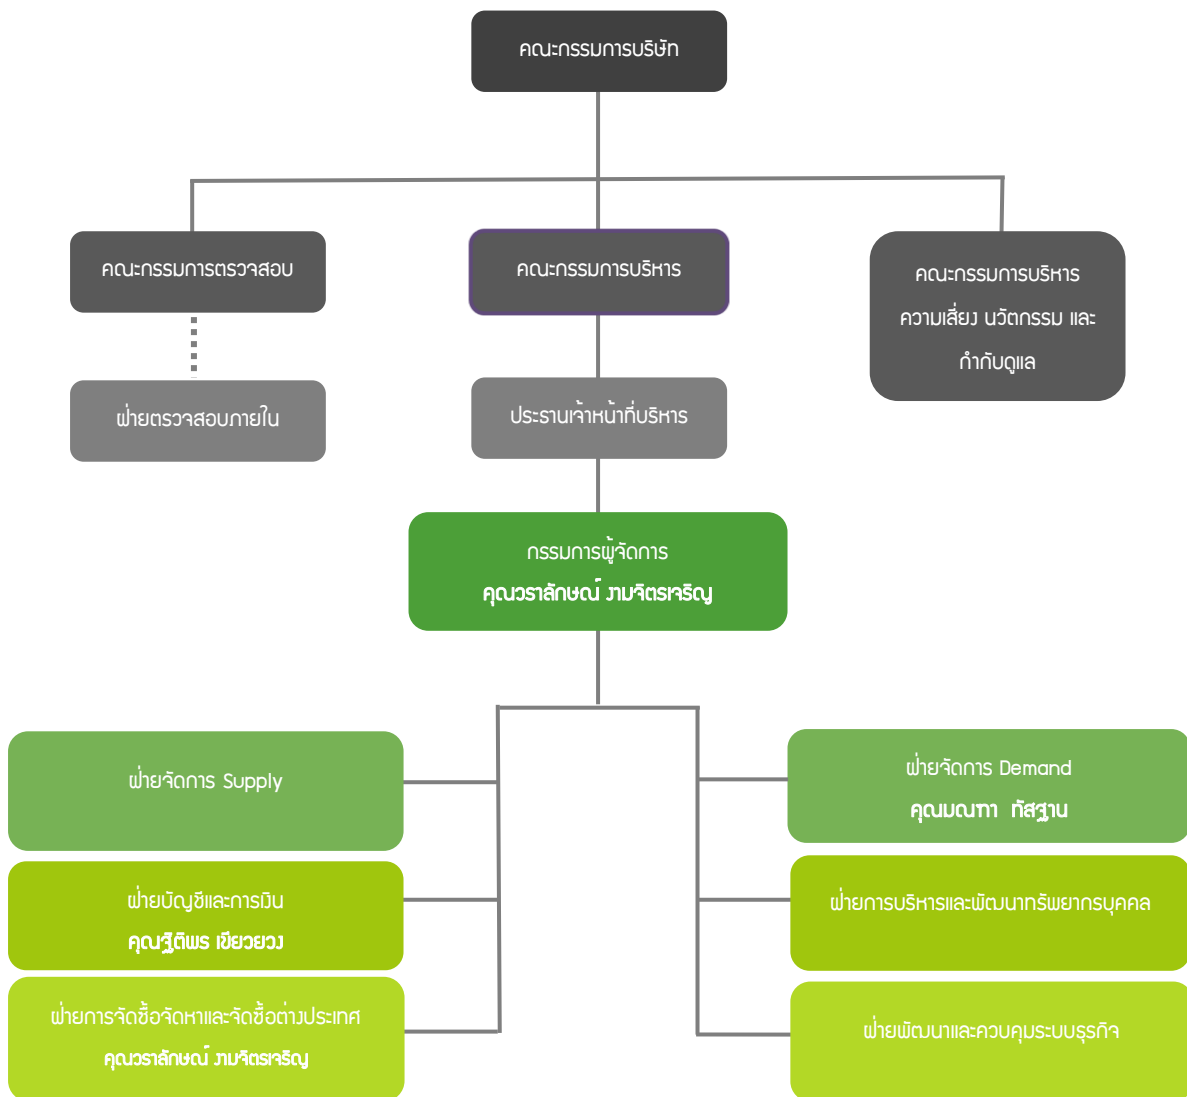 คณะกรรมการบริษัท
คณะกรรมการตรวจสอบ
คณะกรรมการบริหาร
คณะกรรมการบริหาร
ความเสี่ยง นวัตกรรม และ
กำกับดูแล
ฝ่ายตรวจสอบภายใน
ประธานเจ้าหน้าที่บริหาร
กรรมการผู้จัดการ
คุณวราลักษณ์ งามจิตรเจริญ
ฝ่ายจัดการ Supply
ฝ่ายจัดการ Demand
คุณมณฑา ทัสฐาน
ฝ่ายบัญชีและการเงิน
คุณฐิติพร เขียวยวง
ฝ่ายการบริหารและพัฒนาทรัพยากรบุคคล
ฝ่ายการจัดซื้อจัดหาและจัดซื้อต่างประเทศ
คุณวราลักษณ์ งามจิตรเจริญ
ฝ่ายพัฒนาและควบคุมระบบธุรกิจ